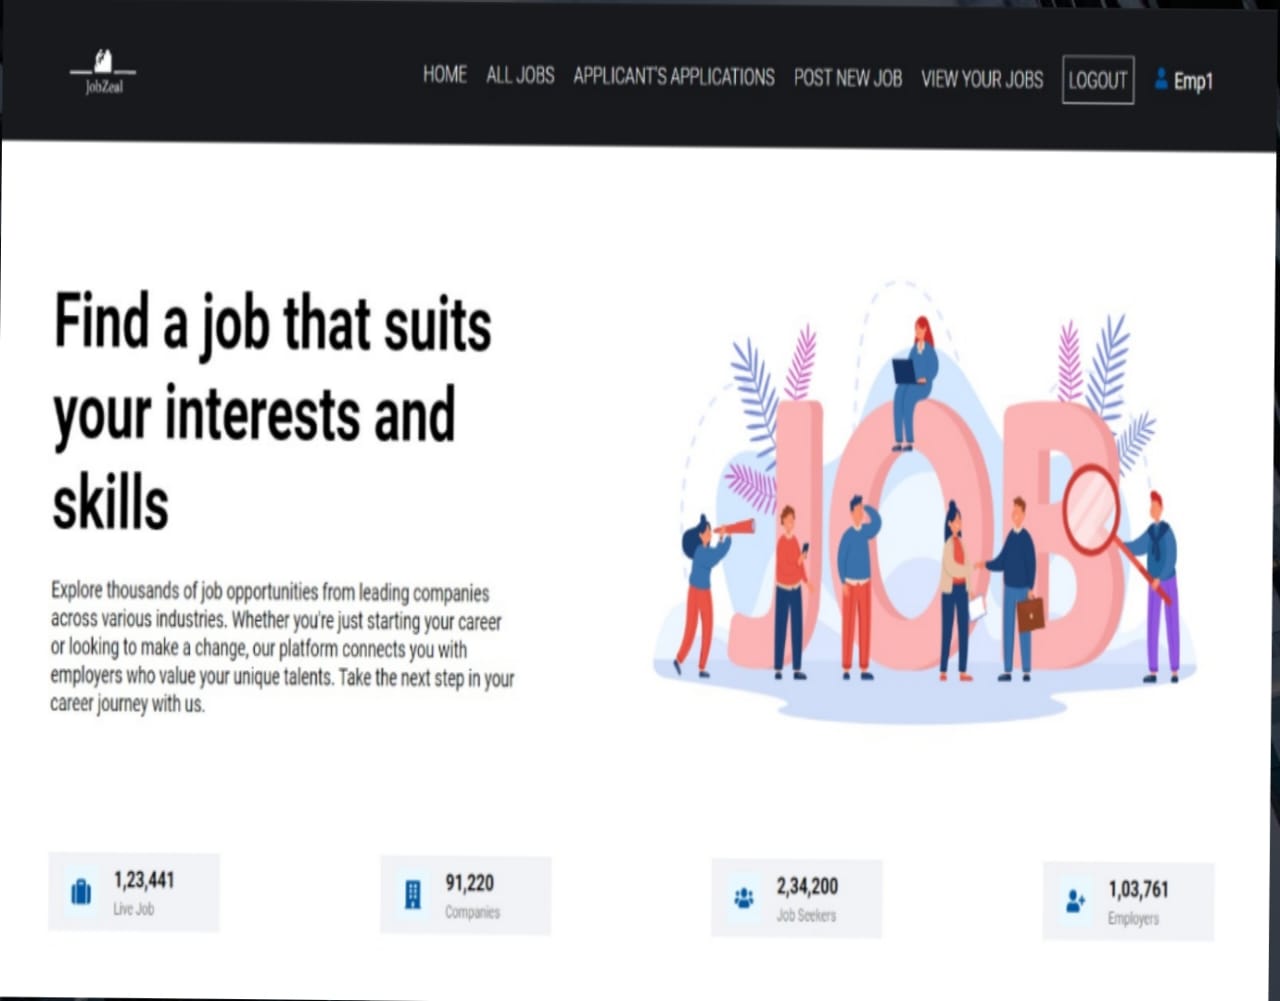 JobZeal
HOME ALL JOBS APPLICANT'S APPLICATIONS POST NEW JOB VIEW YOUR JOBS LOGOUT Emp1
Find a job that suits
your interests and
skills
Explore thousands of job opportunities from leading companies
across various industries. Whether you're just starting your career
or looking to make a change, our platform connects you with
employers who value your unique talents. Take the next step in your
career journey with us.
JOB
1,23,441
Live Job
91,220
Companies
2,34,200
Job Seekers
1,03,761
Employers